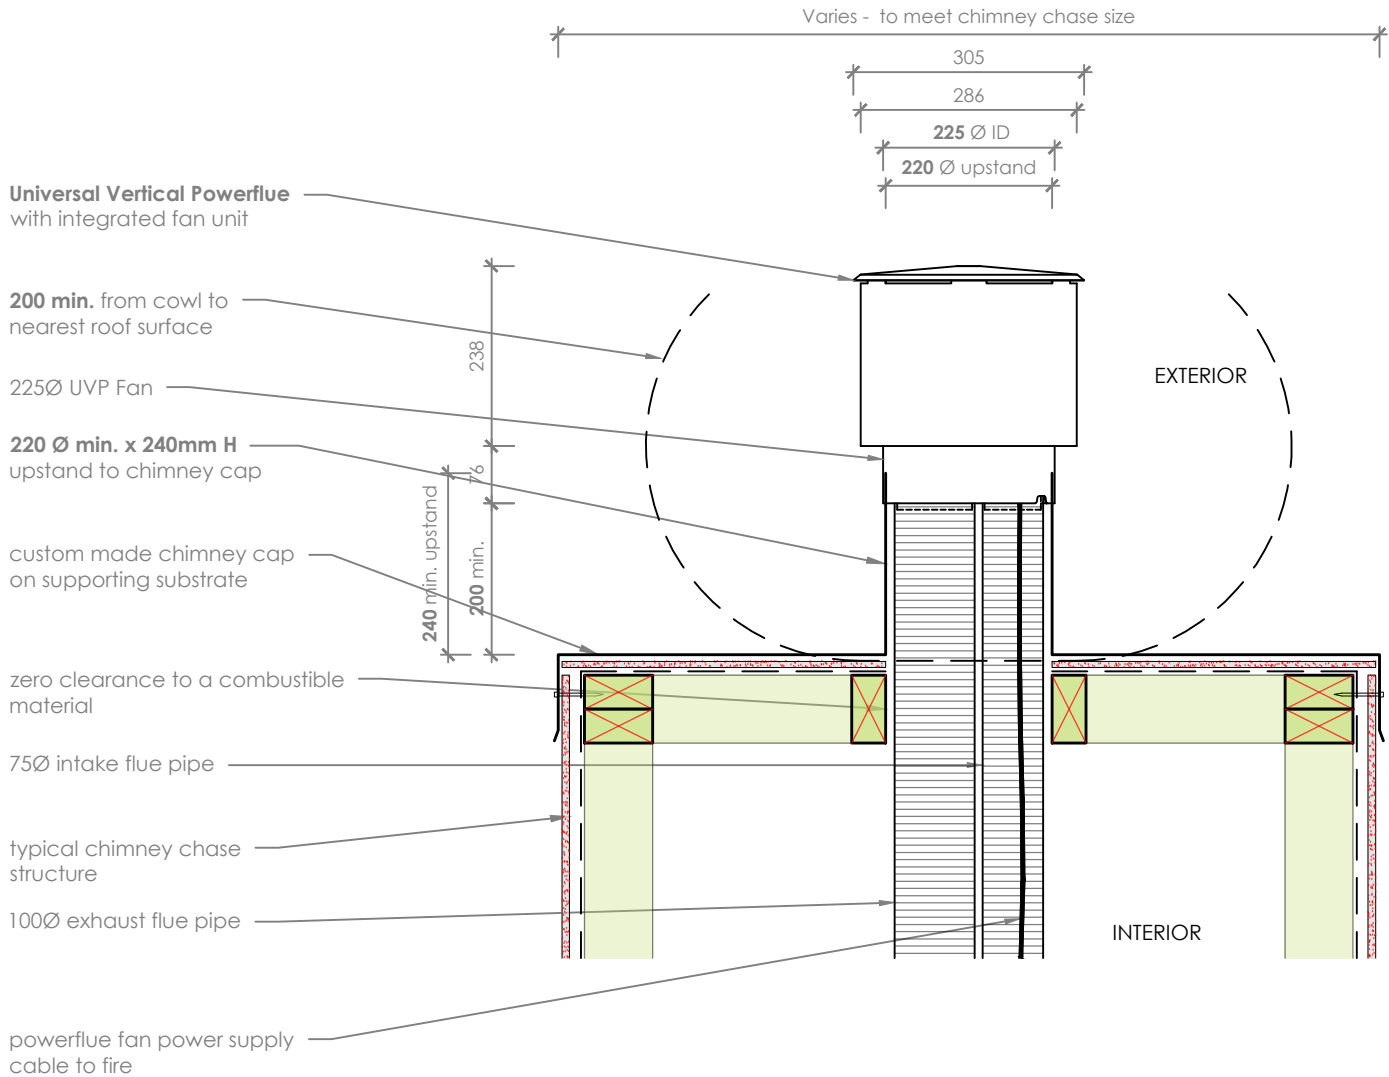 Varies -  to meet chimney chase size
305
286
225 Ø ID
220 Ø upstand
Universal Vertical Powerflue
with integrated fan unit
200 min. from cowl to
nearest roof surface
238
EXTERIOR
225Ø UVP Fan
220 Ø min. x 240mm H
upstand to chimney cap
76
240 min. upstand
200 min.
custom made chimney cap
on supporting substrate
zero clearance to a combustible
material
75Ø intake flue pipe
typical chimney chase
structure
100Ø exhaust flue pipe
INTERIOR
powerflue fan power supply
cable to fire